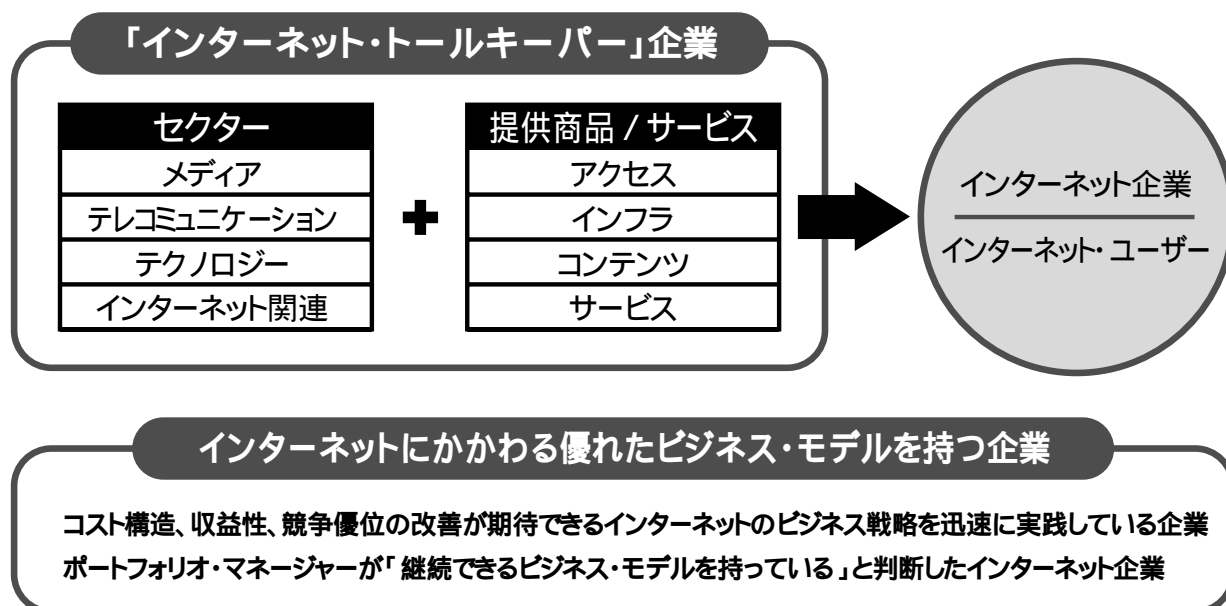 「インターネット・トールキーパー」企業
セクター
メディア
テレコミュニケーション
テクノロジー
インターネット関連
提供商品 / サービス
アクセス
インフラ
コンテンツ
サービス
インターネット企業
インターネット・ユーザー
インターネットにかかわる優れたビジネス・モデルを持つ企業
コスト構造、収益性、競争優位の改善が期待できるインターネットのビジネス戦略を迅速に実践している企業
ポートフォリオ・マネージャーが「継続できるビジネス・モデルを持っている」と判断したインターネット企業